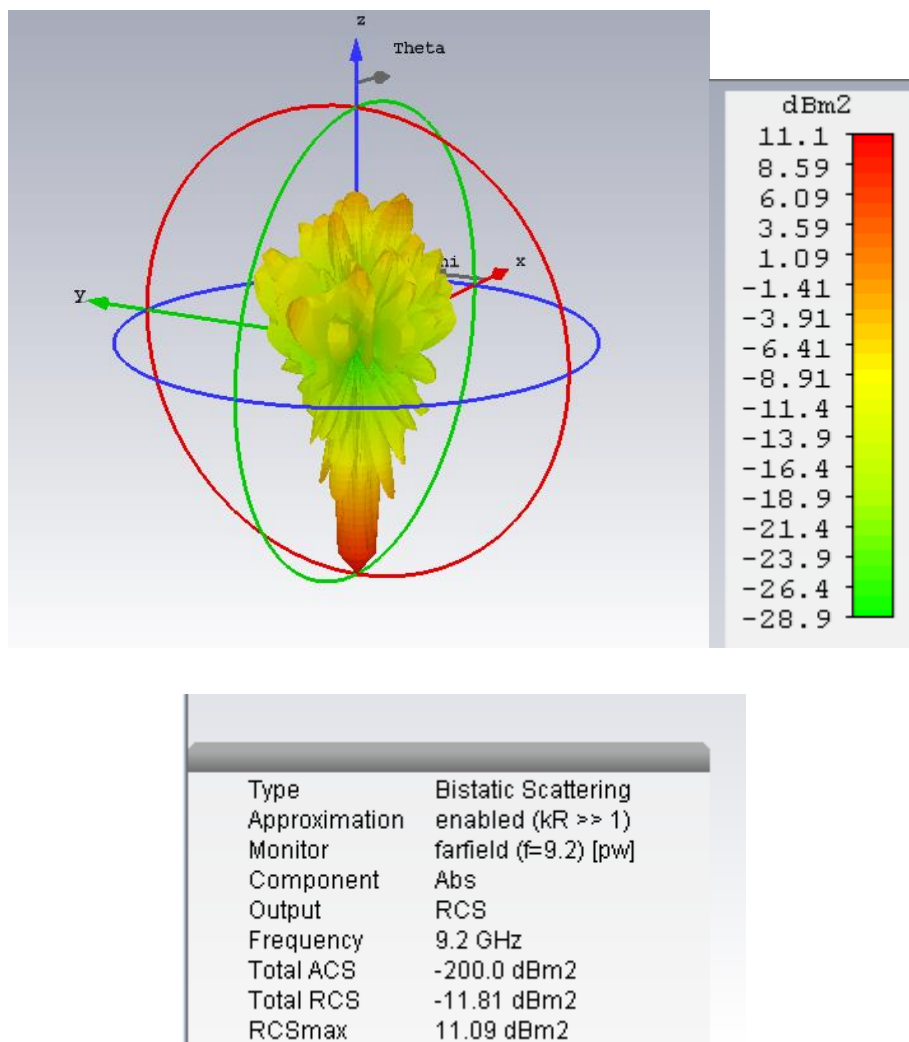 z
Theta
hi
x
y
dBm2
11.1
8.59
6.09
3.59
1.09
-1.41
-3.91
-6.41
-8.91
-11.4
-13.9
-16.4
-18.9
-21.4
-23.9
-26.4
-28.9
Type Bistatic Scattering
Approximation enabled (kR >> 1)
Monitor farfield (f=9.2) [pw]
Component Abs
Output RCS
Frequency 9.2 GHz
Total ACS -200.0 dBm2
Total RCS -11.81 dBm2
RCSmax 11.09 dBm2